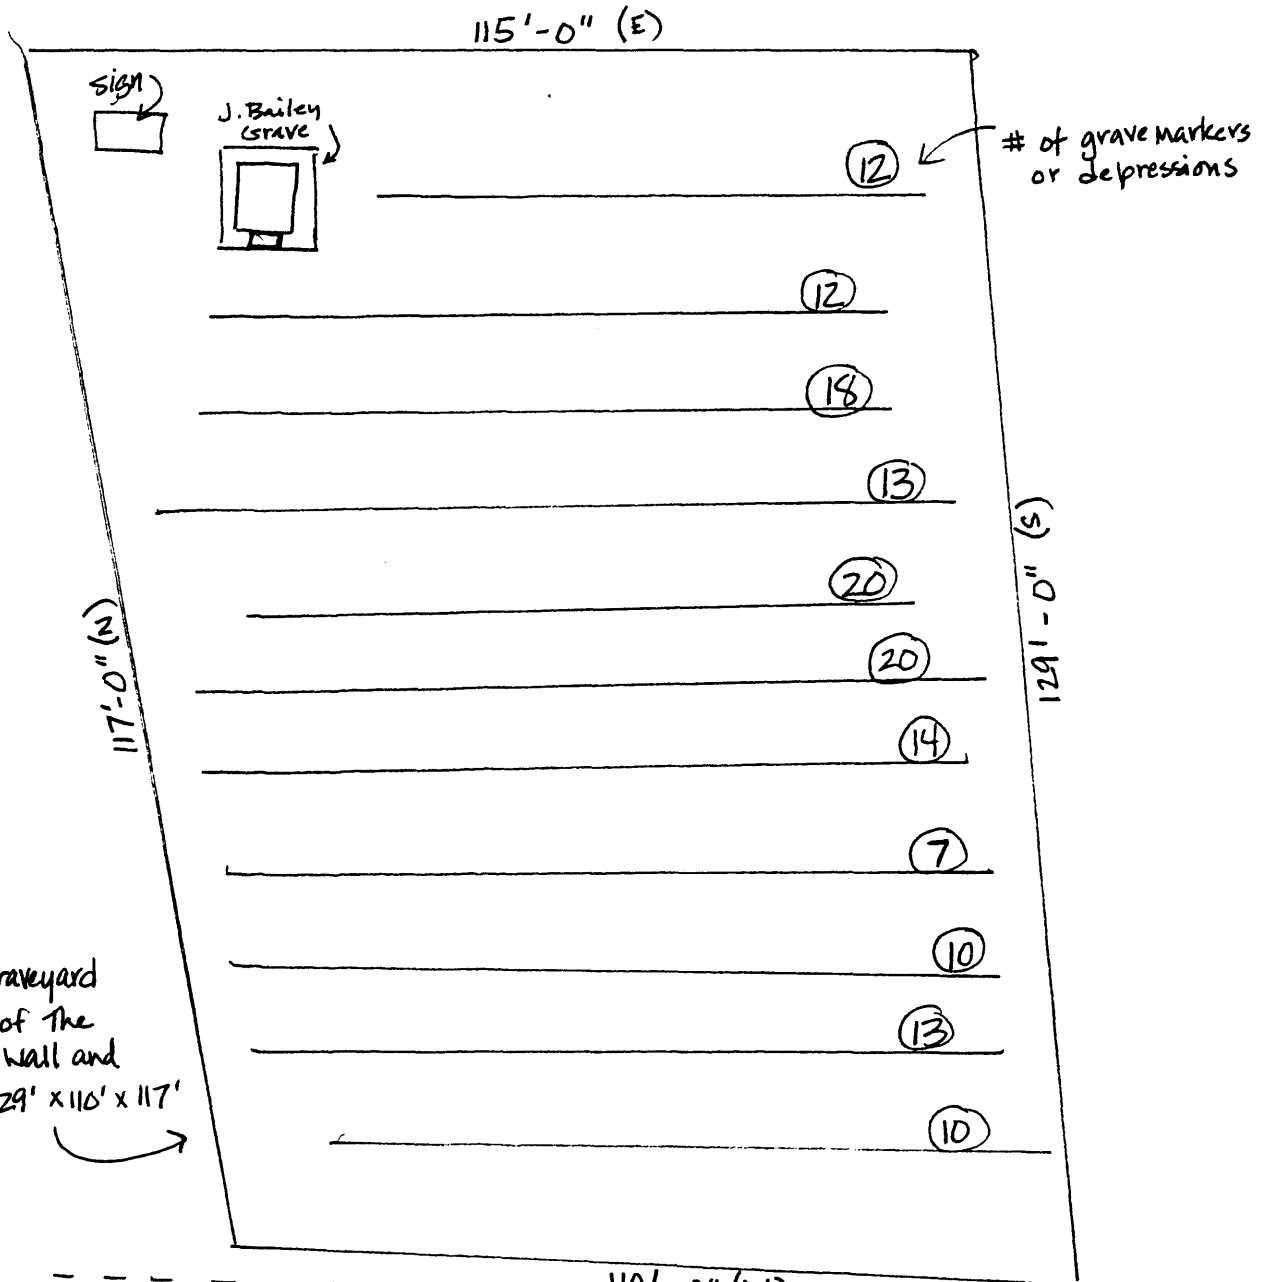 115'-0" (E)
sign
J. Bailey
Grave
12
# of grave markers
or depressions
12
18
13
129'-0" (S)
20
117'-0" (N)
20
14
7
10
of The
13
wall and
29' x 110' x 117'
10